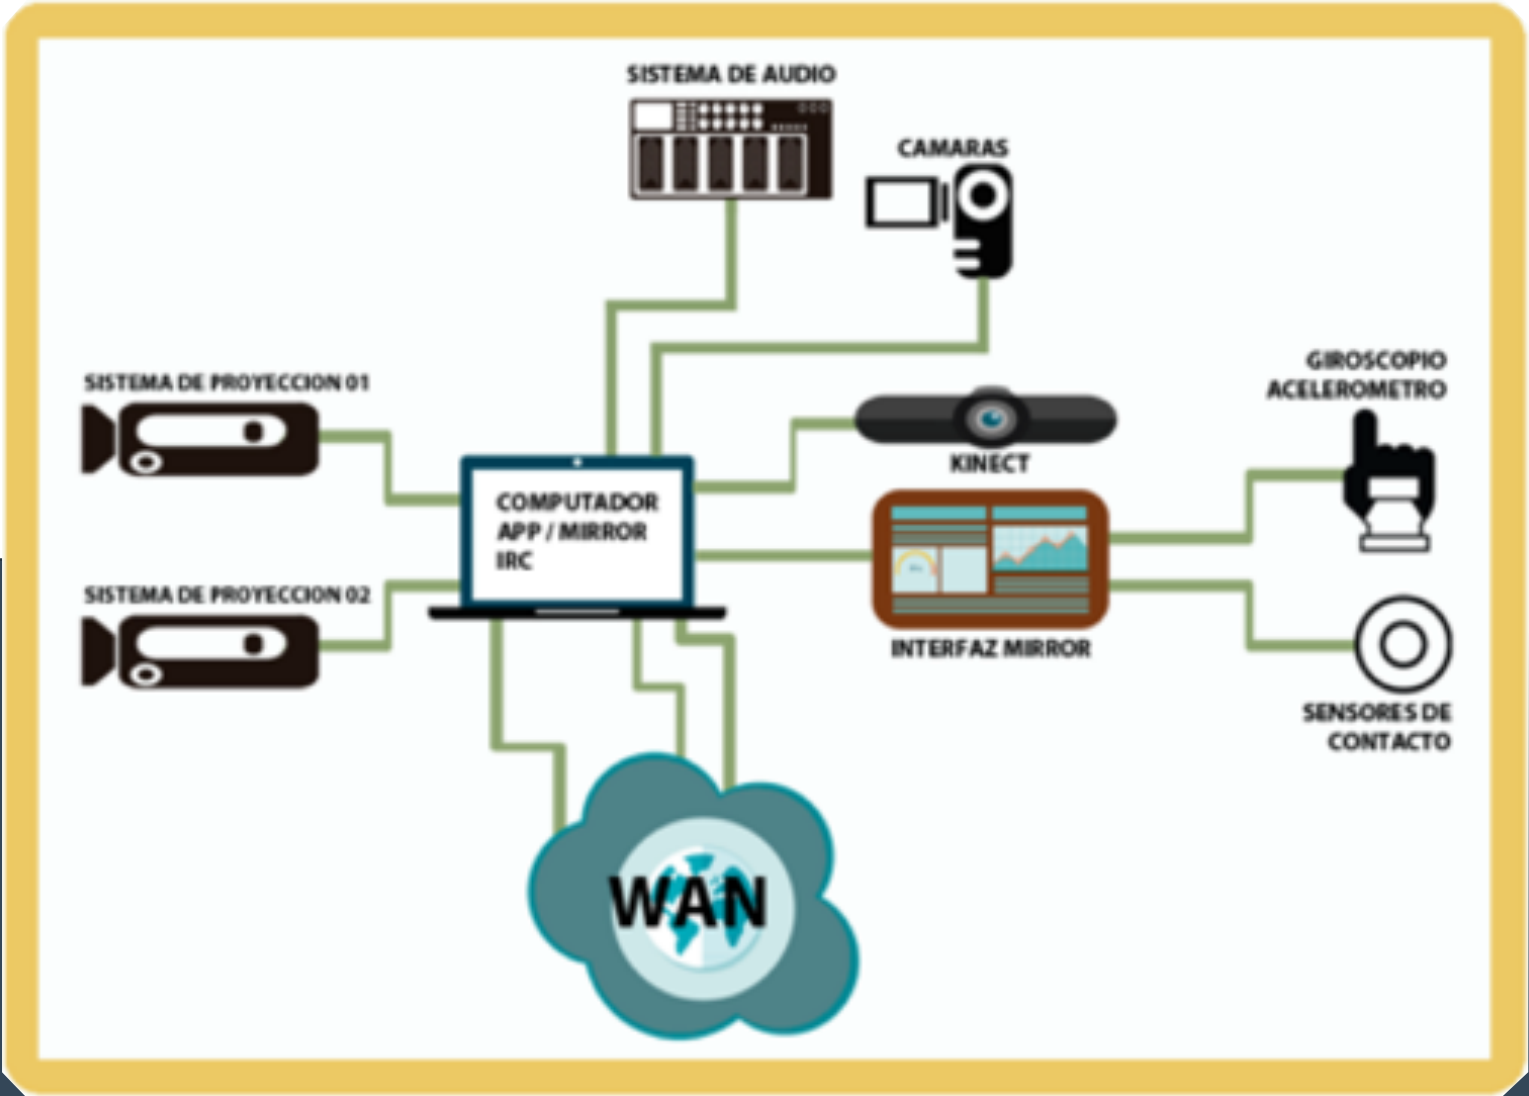 SISTEMA DE AUDIO
CAMARAS
SISTEMA DE PROYECCION 01
GIROSCOPIO
ACELEROMETRO
KINECT
COMPUTADOR
APP / MIRROR
IRC
SISTEMA DE PROYECCION 02
INTERFAZ MIRROR
SENSORES DE
CONTACTO
WAN